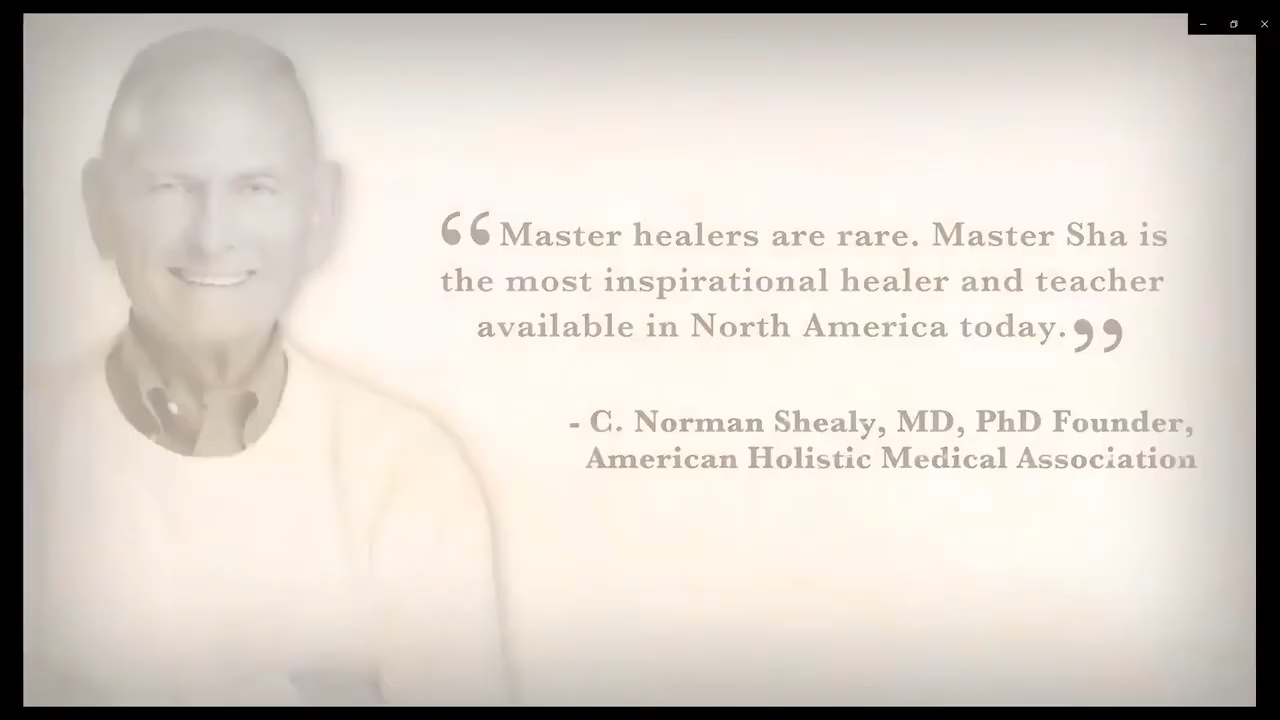 “Master healers are rare. Master Sha is
the most inspirational healer and teacher
available in North America today.”
- C. Norman Shealy, MD, PhD Founder,
American Holistic Medical Association